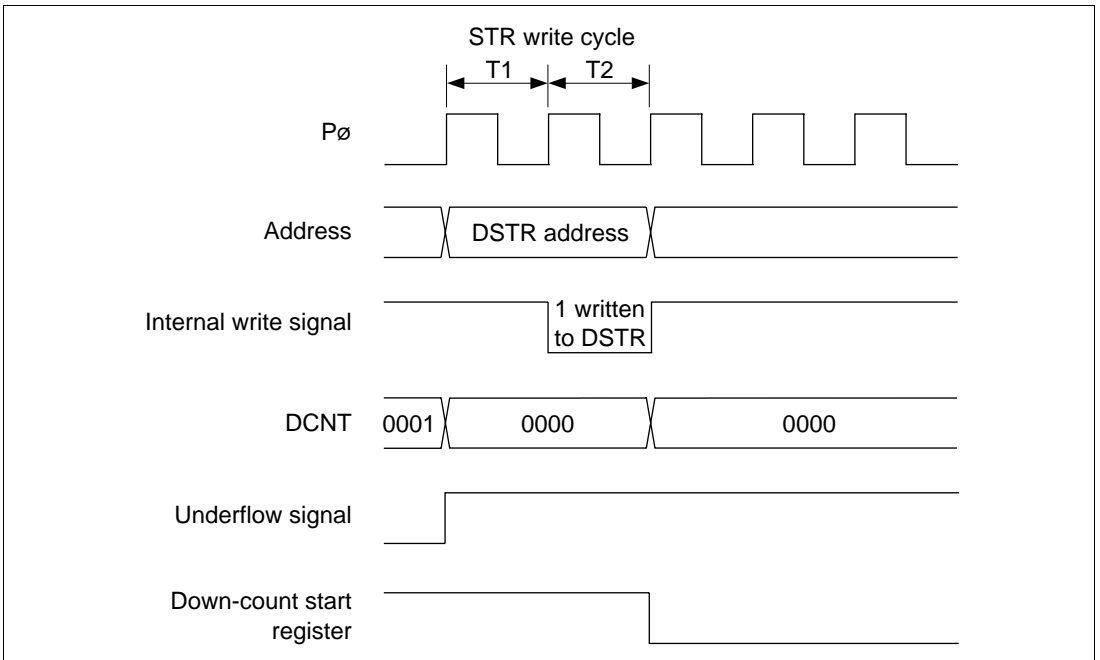 STR write cycle
T1 T2
Pø
Address DSTR address
Internal write signal 1 written
to DSTR
DCNT 0001 0000 0000
Underflow signal
Down-count start
register